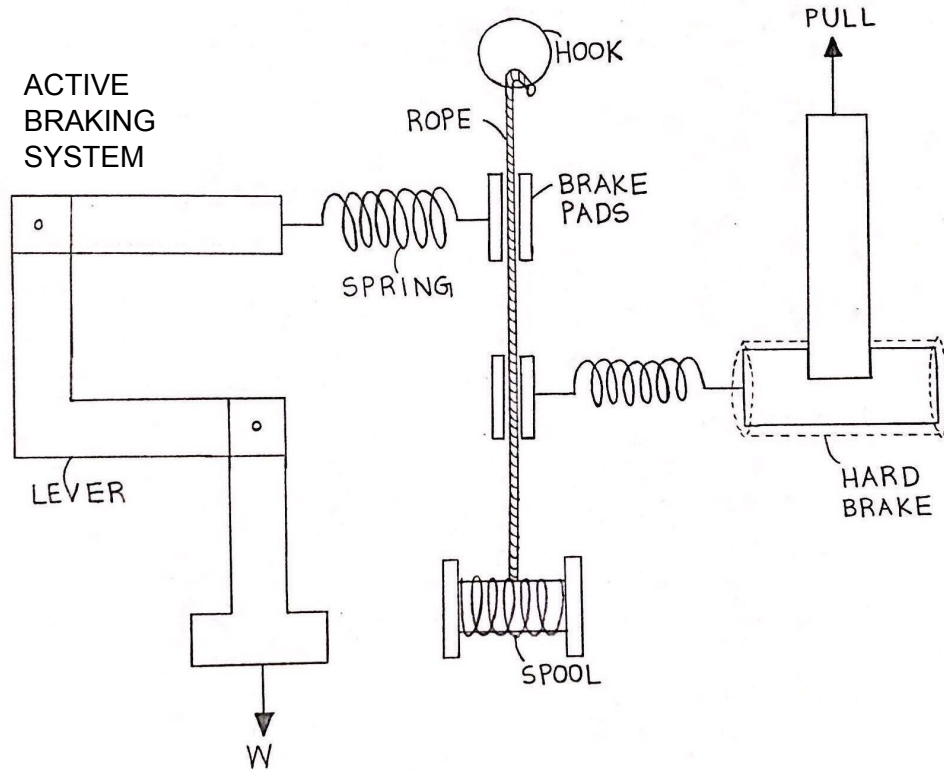 PULL
HOOK
ACTIVE
BRAKING
SYSTEM
ROPE
BRAKE
PADS
SPRING
LEVER
HARD
BRAKE
SPOOL
W